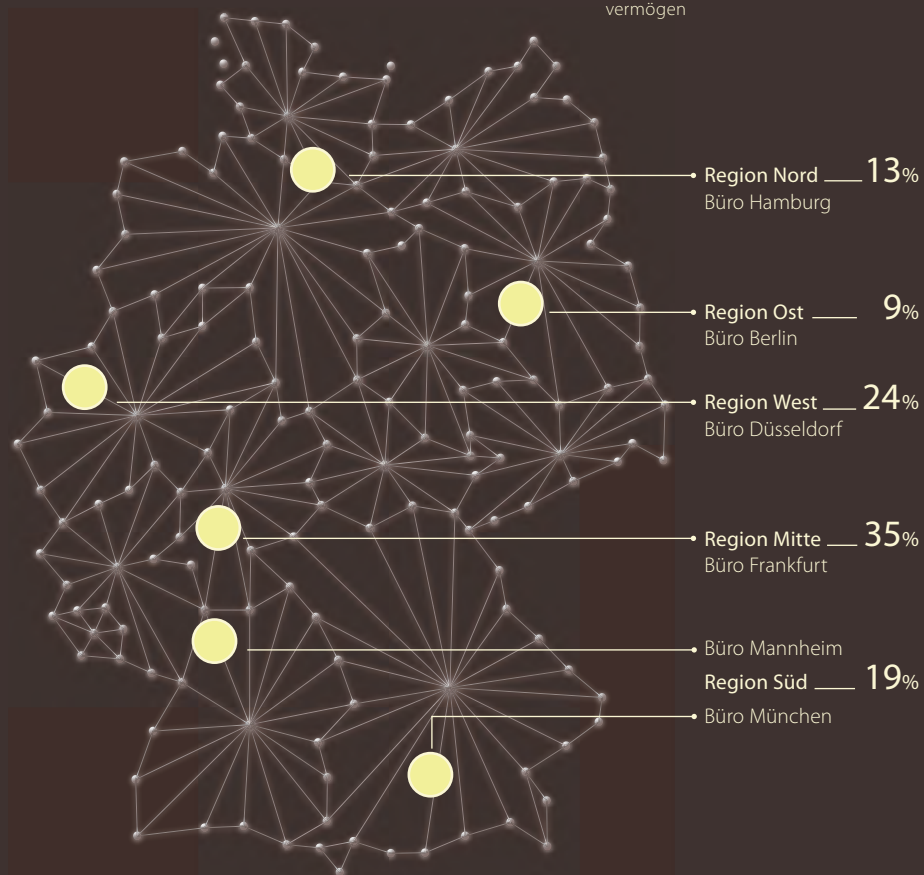 vermögen
Region Nord 13%
Büro Hamburg
Region Ost 9%
Büro Berlin
Region West 24%
Büro Düsseldorf
Region Mitte 35%
Büro Frankfurt
Büro Mannheim
Region Süd 19%
Büro München